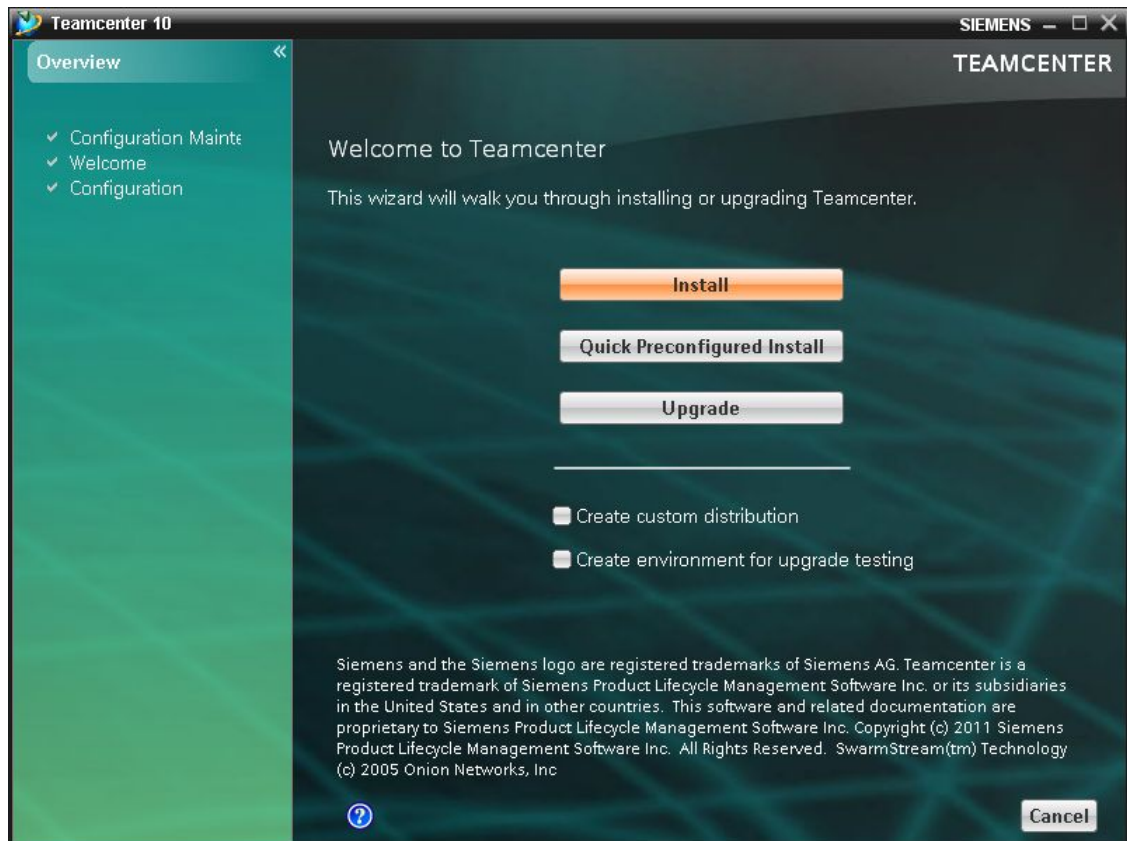 Teamcenter 10
SIEMENS
Overview
TEAMCENTER
Configuration Mainte
Welcome
Configuration
Welcome to Teamcenter
This wizard will walk you through installing or upgrading Teamcenter.
Install
Quick Preconfigured Install
Upgrade
Create custom distribution
Create environment for upgrade testing
Siemens and the Siemens logo are registered trademarks of Siemens AG. Teamcenter is a
registered trademark of Siemens Product Lifecycle Management Software Inc. or its subsidiaries
in the United States and in other countries. This software and related documentation are
proprietary to Siemens Product Lifecycle Management Software Inc. Copyright (c) 2011 Siemens
Product Lifecycle Management Software Inc. All Rights Reserved. SwarmStream(tm) Technology
(c) 2005 Onion Networks, Inc
?
Cancel